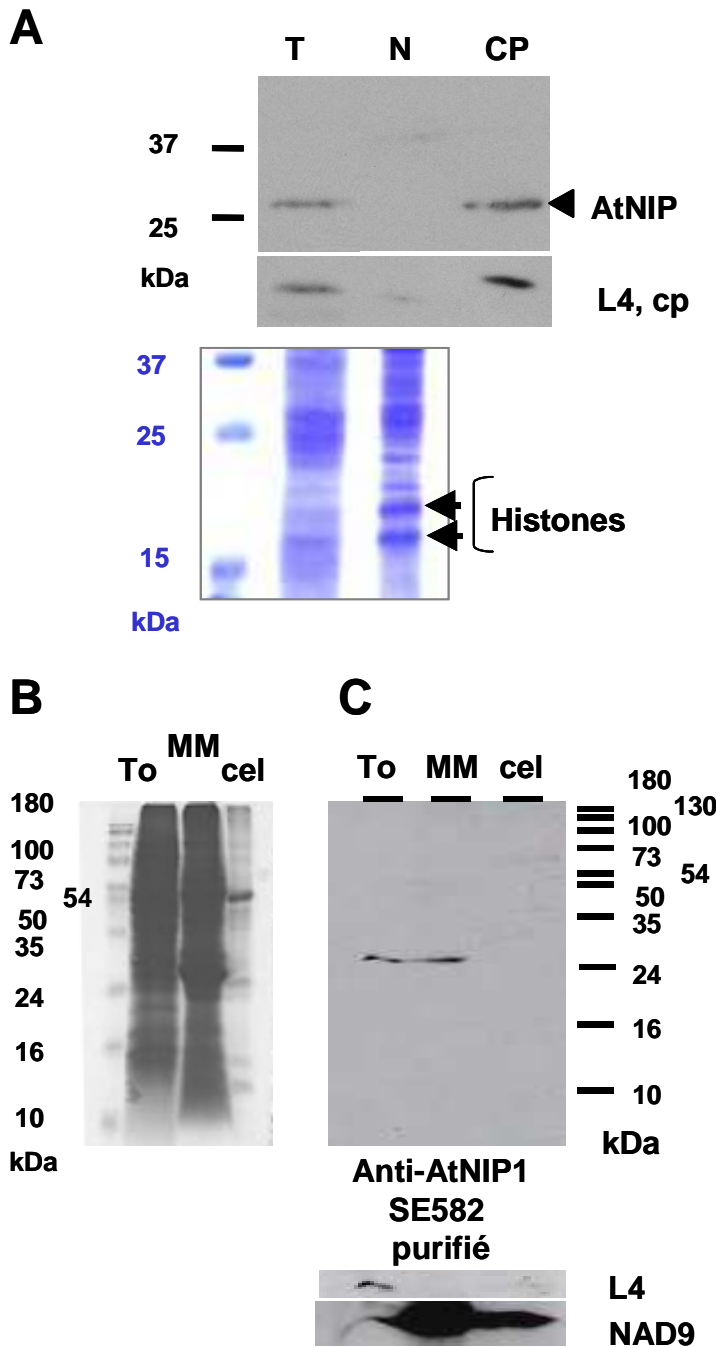 A
T N CP
37
25
kDa
AtNIP
L4, cp
37
25
15
kDa
Histones
B
To MM cel
180
100
73
54
50
35
24
16
10
kDa
C
To MM cel
180
130
100
73
54
50
35
24
16
10
kDa
Anti-AtNIP1
SE582
purifié
L4
NAD9